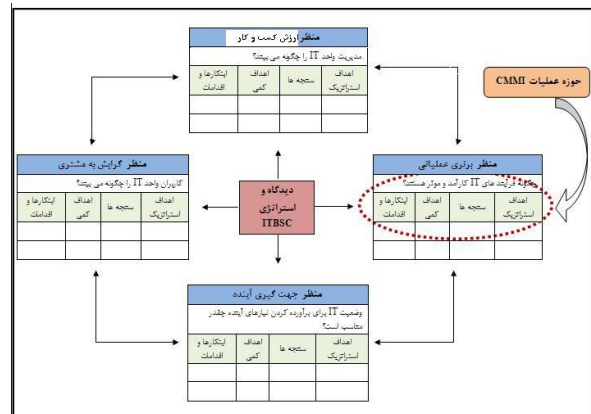 منظر ارزش کسب و کار
مدیریت واحد IT را چگونه می بینند؟
اهداف استراتژیک
سنجه ها
اهداف کمی
ابتکارها و اقدامات
حوزه عملیات CMMI
منظر برتری عملیاتی
چگونه فرآیند های IT کارآمد و موثر هستند؟
اهداف استراتژیک
سنجه ها
اهداف کمی
ابتکارها و اقدامات
دیدگاه و
استراتژی
ITBSC
منظر گرایش به مشتری
کاربران واحد IT را چگونه می بینند؟
اهداف استراتژیک
سنجه ها
اهداف کمی
ابتکارها و اقدامات
منظر جهت گیری آینده
وضعیت IT برای برآورده کردن نیازهای آینده چقدر
مناسب است؟
اهداف استراتژیک
سنجه ها
اهداف کمی
ابتکارها و اقدامات